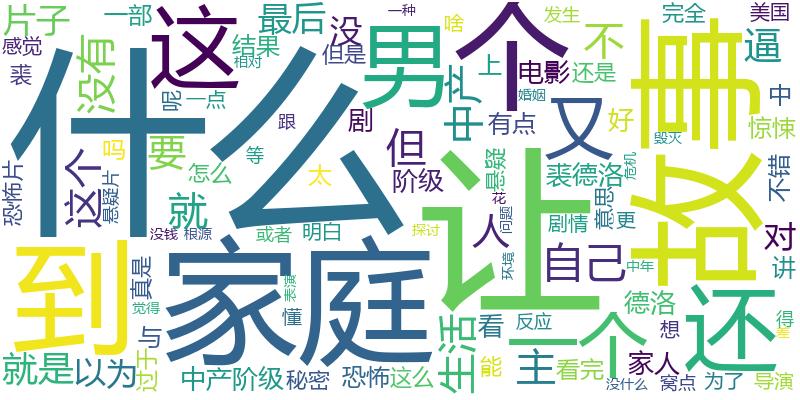 片子
一部
最后
没
一种
啥
发生
完全
美国
感觉
裘
没有
结果
相对
但是
这
男
个
不
还是
逼
上
电影
故事
什么
呢
一点
跟
剧
中产
婚姻
有点
又
好
毁灭
中
惊悚
恐怖片
这个
悬疑片
吗
要
怎么
等
太
但
阶级
悬疑
花
裘德洛
意思
更
危机
不错
就
没钱
根源
或者
明白
探讨
让
人
问题
剧情
对
到
真是
觉得
家庭
环境
自己
中年
讲
表演
懂
生活
看
反应
一个
德洛
想
还
得
差
就是
以为
过于
与
中产阶级
秘密
恐怖
这么
能
主
看完
没什么
家人
窝点
为了
导演